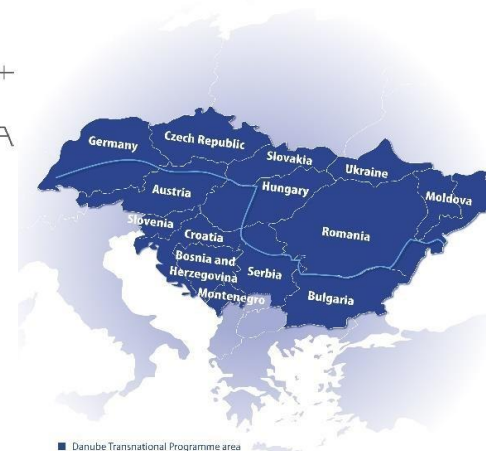 A
Germany
Czech Republic
Slovakia
Ukraine
Moldova
Austria
Hungary
Slovenia
Croatia
Romania
Bosnia and
Herzegovina
Serbia
Montenegro
Bulgaria
Danube Transnational Programme area